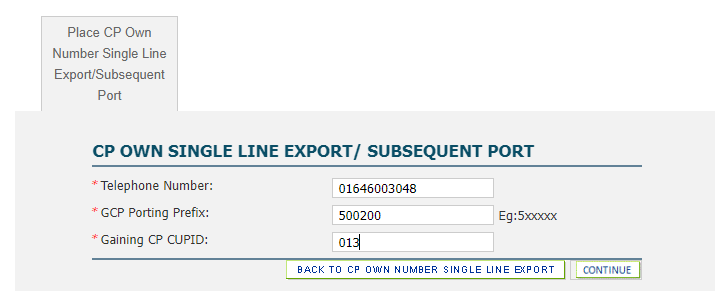 Place CP Own
Number Single Line
Export/Subsequent
Port
CP OWN SINGLE LINE EXPORT/ SUBSEQUENT PORT
* Telephone Number: 01646003048
* GCP Porting Prefix: 500200 Eg:5xxxxx
* Gaining CP CUPID: 013
BACK TO CP OWN NUMBER SINGLE LINE EXPORT CONTINUE